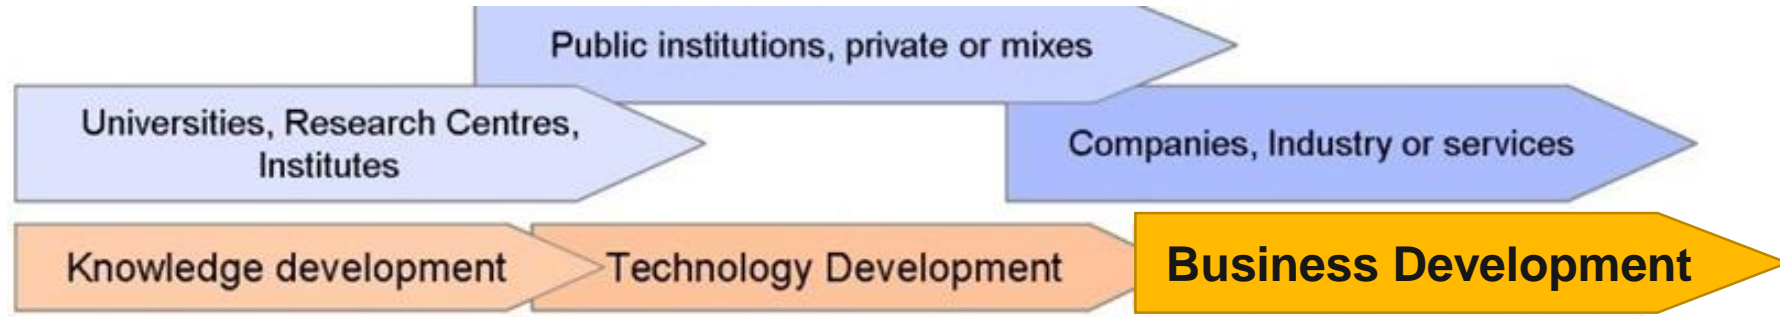 Public institutions, private or mixes
Universities, Research Centres,
Institutes
Companies, Industry or services
Knowledge development
Technology Development
Business Development